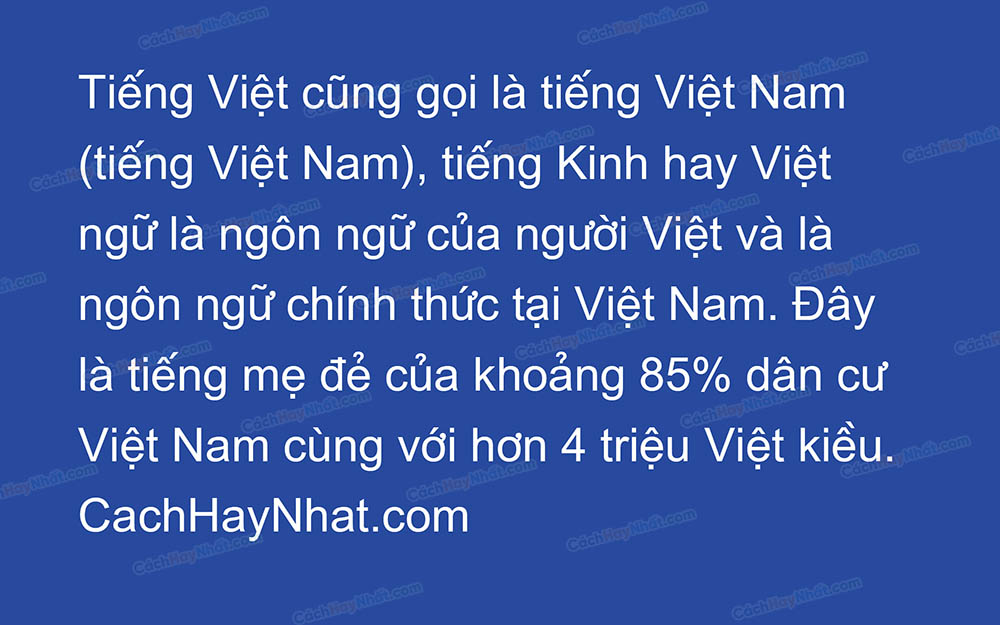 Tiếng Việt cũng gọi là tiếng Việt Nam
(tiếng Việt Nam), tiếng Kinh hay Việt
ngữ là ngôn ngữ của người Việt và là
ngôn ngữ chính thức tại Việt Nam. Đây
là tiếng mẹ đẻ của khoảng 85% dân cư
Việt Nam cùng với hơn 4 triệu Việt kiều.
CachHayNhat.com